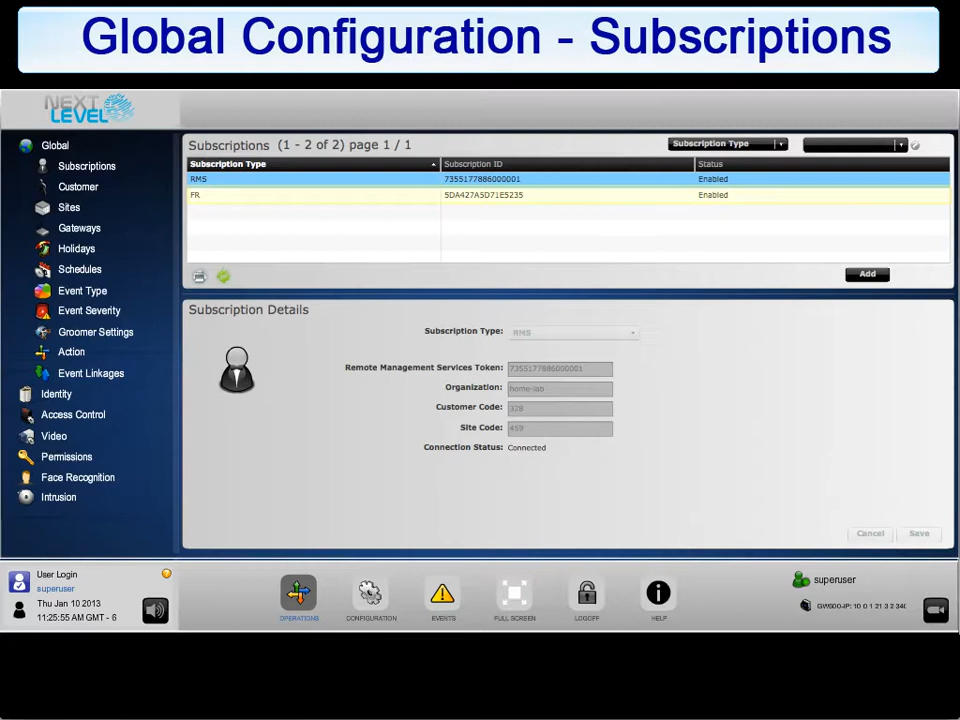 Global Configuration - Subscriptions
NEXT
LEVEL
Global
Subscriptions
Customer
Sites
Gateways
Holidays
Schedules
Event Type
Event Severity
Groomer Settings
Action
Event Linkages
Identity
Access Control
Video
Permissions
Face Recognition
Intrusion
Subscriptions (1 - 2 of 2) page 1 / 1
Subscription Type
Subscription Type Subscription ID Status
RMS 7355177886000001 Enabled
FR 5DA427A5D71E5235 Enabled
Add
Subscription Details
Subscription Type: RMS
Remote Management Services Token: 7355177886000001
Organization: home-lab
Customer Code: 328
Site Code: 459
Connection Status: Connected
Cancel Save
User Login
superuser
Thu Jan 10 2013
11:25:55 AM GMT - 6
OPERATIONS
CONFIGURATION
EVENTS
FULL SCREEN
LOGOFF
HELP
superuser